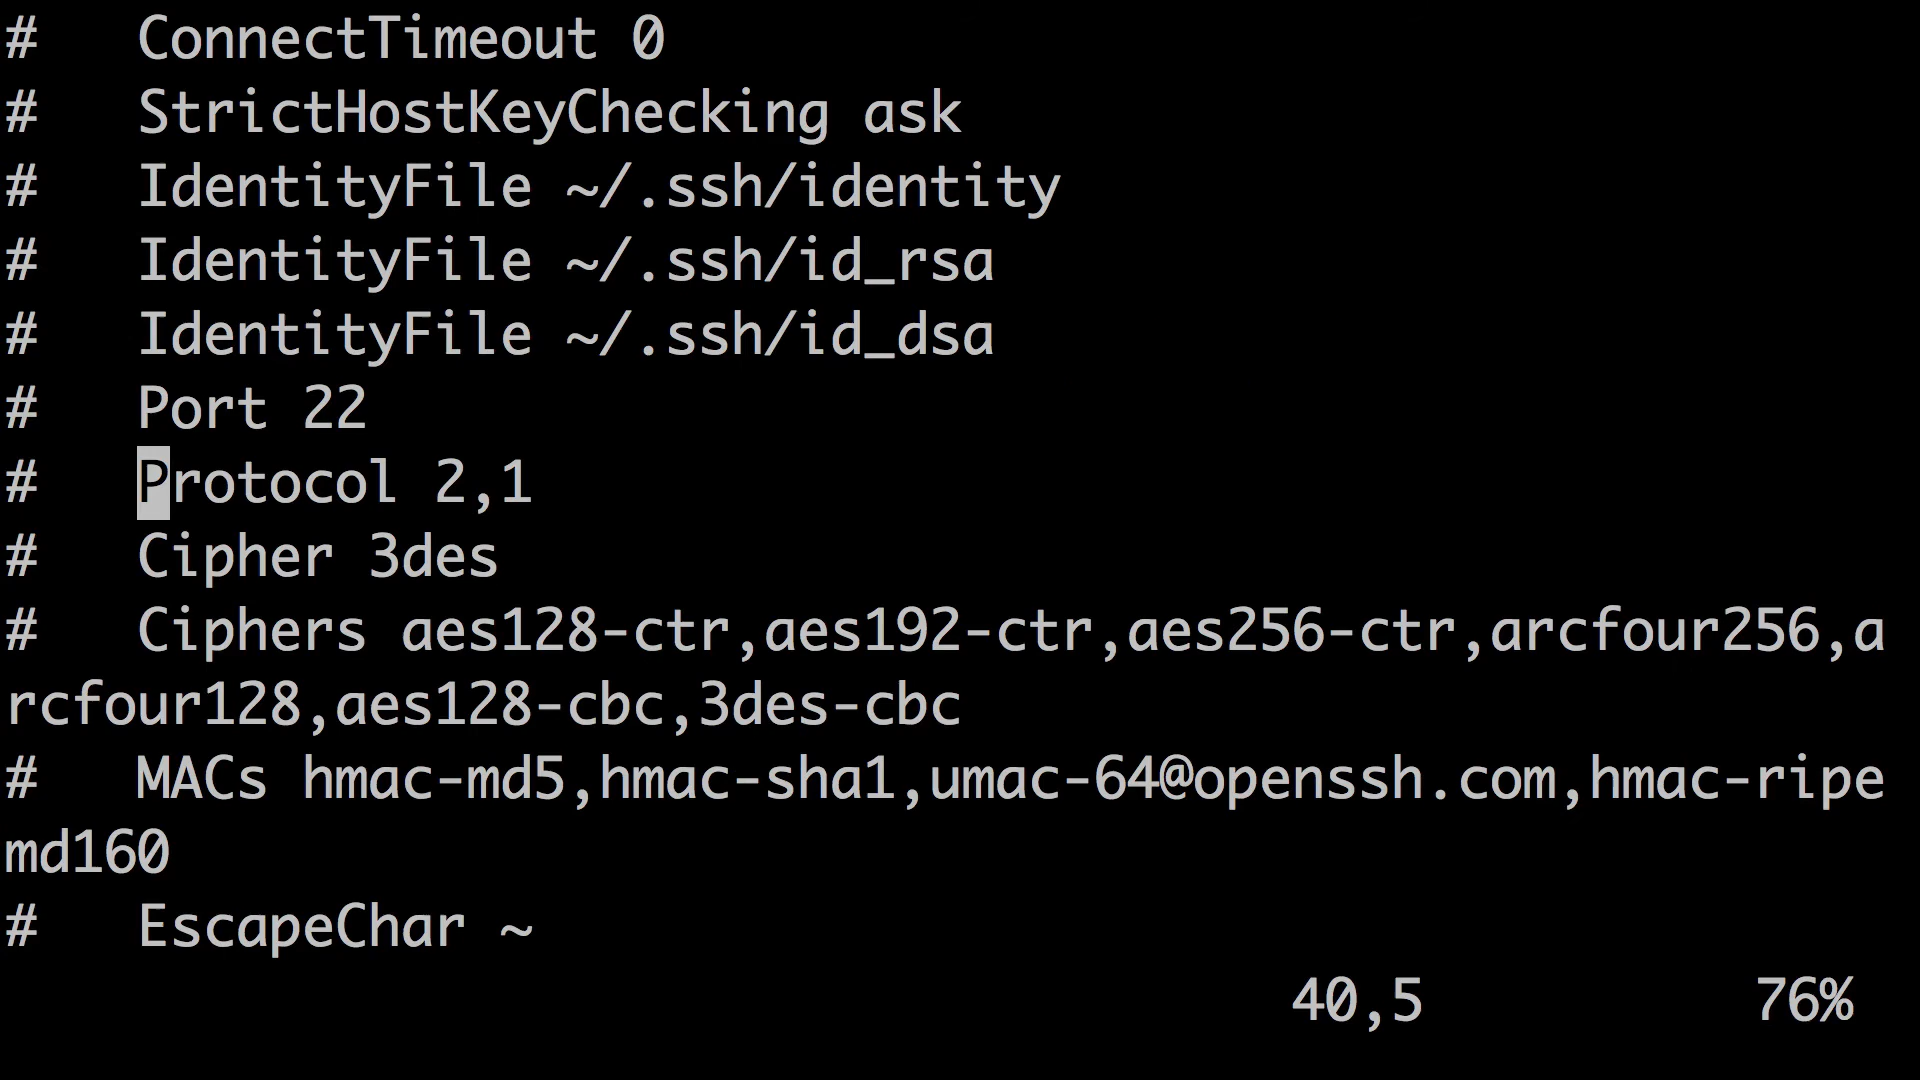 #   ConnectTimeout 0
#   StrictHostKeyChecking ask
#   IdentityFile ~/.ssh/identity
#   IdentityFile ~/.ssh/id_rsa
#   IdentityFile ~/.ssh/id_dsa
#   Port 22
#   Protocol 2,1
#   Cipher 3des
#   Ciphers aes128-ctr,aes192-ctr,aes256-ctr,arcfour256,a
rcfour128,aes128-cbc,3des-cbc
#   MACs hmac-md5,hmac-sha1,umac-64@openssh.com,hmac-ripe
md160
#   EscapeChar ~
40,5          76%